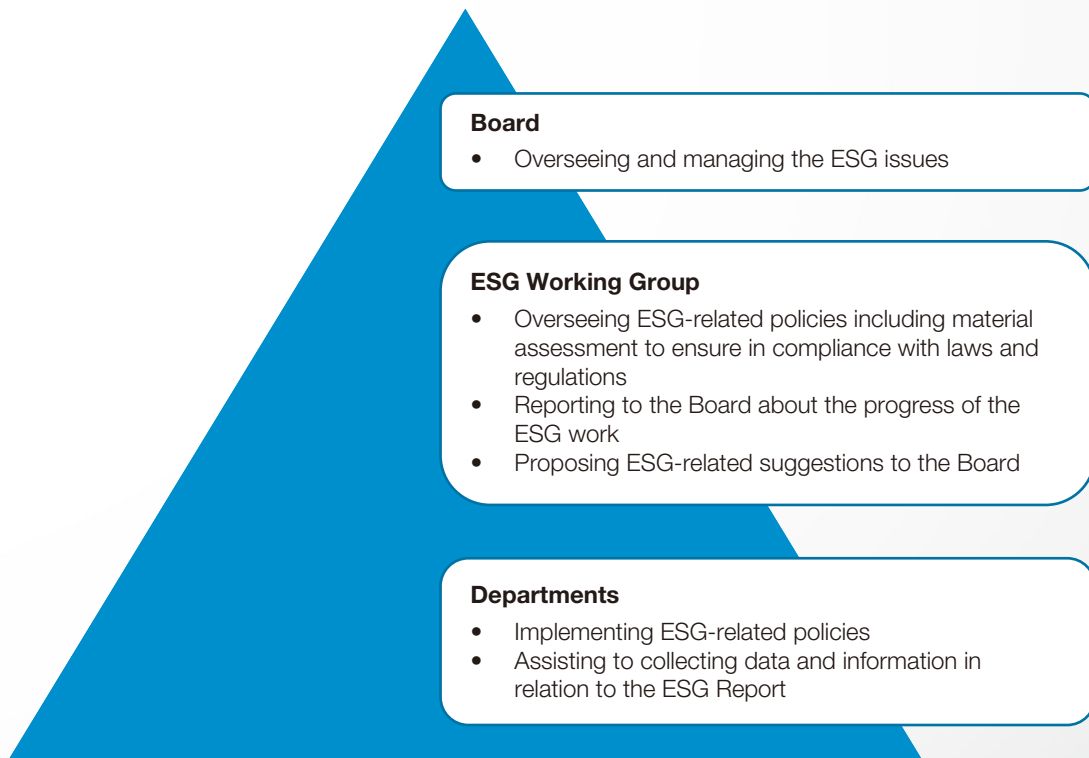 Board
• Overseeing and managing the ESG issues
ESG Working Group
• Overseeing ESG-related policies including material
assessment to ensure in compliance with laws and
regulations
• Reporting to the Board about the progress of the
ESG work
• Proposing ESG-related suggestions to the Board
Departments
• Implementing ESG-related policies
• Assisting to collecting data and information in
relation to the ESG Report